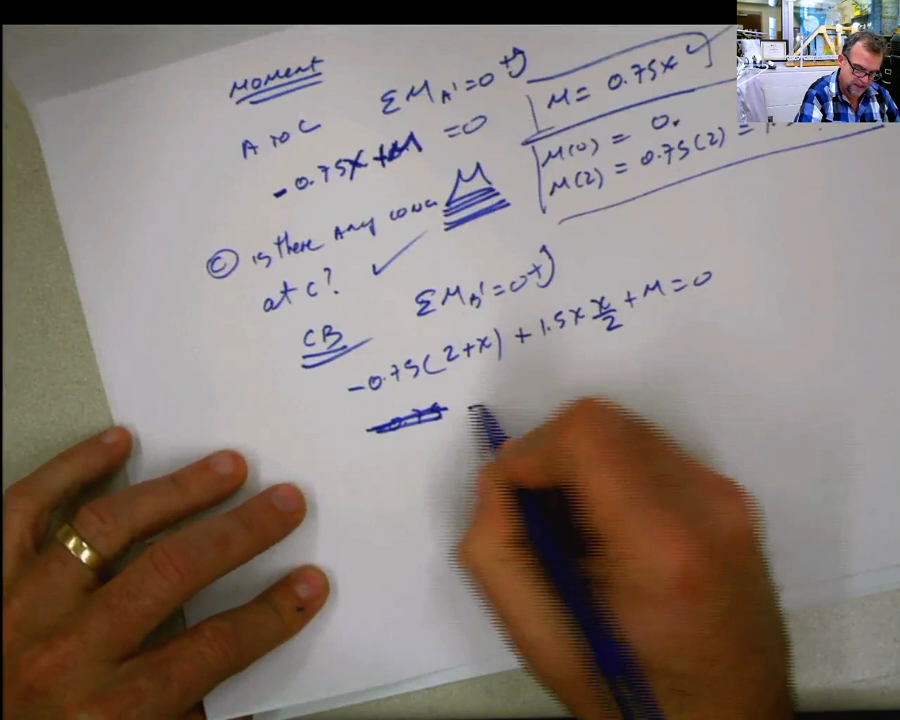 MOMENT
A TO C ΣM_A' = 0 +
-0.75x + M = 0
M = 0.75x
M(0) = 0.
M(2) = 0.75(2) =
Ⓒ is there any M
at C? ✓
CB ΣM_B' = 0 +
-0.75(2+x) + 1.5x x/2 + M = 0